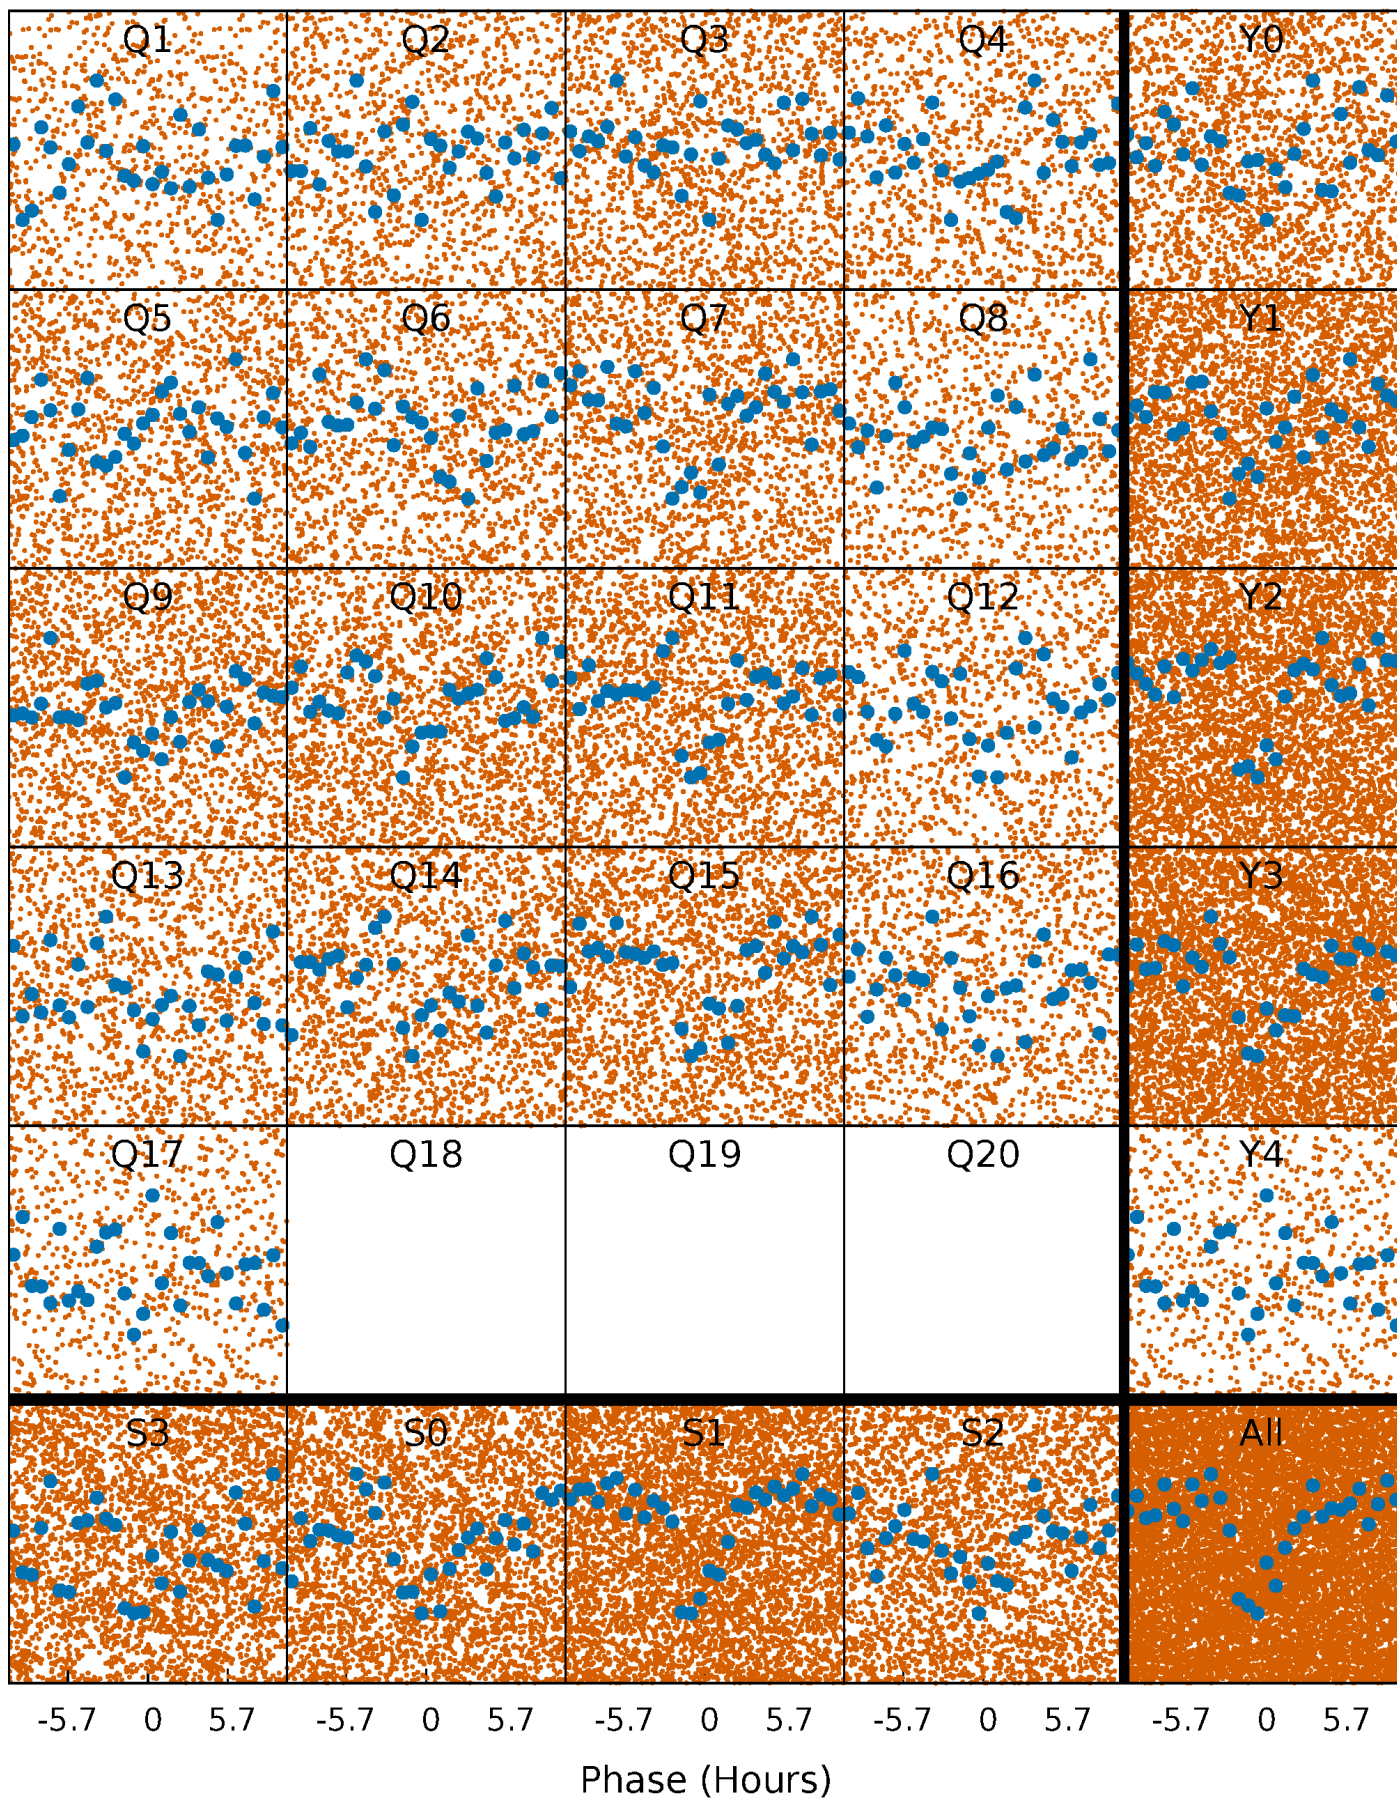 Q1 Q2 Q3 Q4 Y0
Q5 Q6 Q7 Q8 Y1
Q9 Q10 Q11 Q12 Y2
Q13 Q14 Q15 Q16 Y3
Q17 Q18 Q19 Q20 Y4
S3 S0 S1 S2 All
-5.7 0 5.7 -5.7 0 5.7 -5.7 0 5.7 -5.7 0 5.7 -5.7 0 5.7
Phase (Hours)